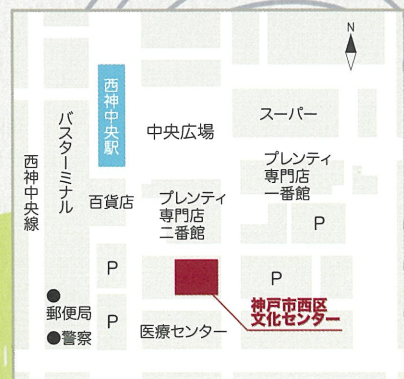 N
西神中央駅
バスターミナル
西神中央線
中央広場
スーパー
プレンティ
専門店
一番館
百貨店
プレンティ
専門店
二番館
P
P
P
P
神戸市西区
文化センター
郵便局
警察
医療センター